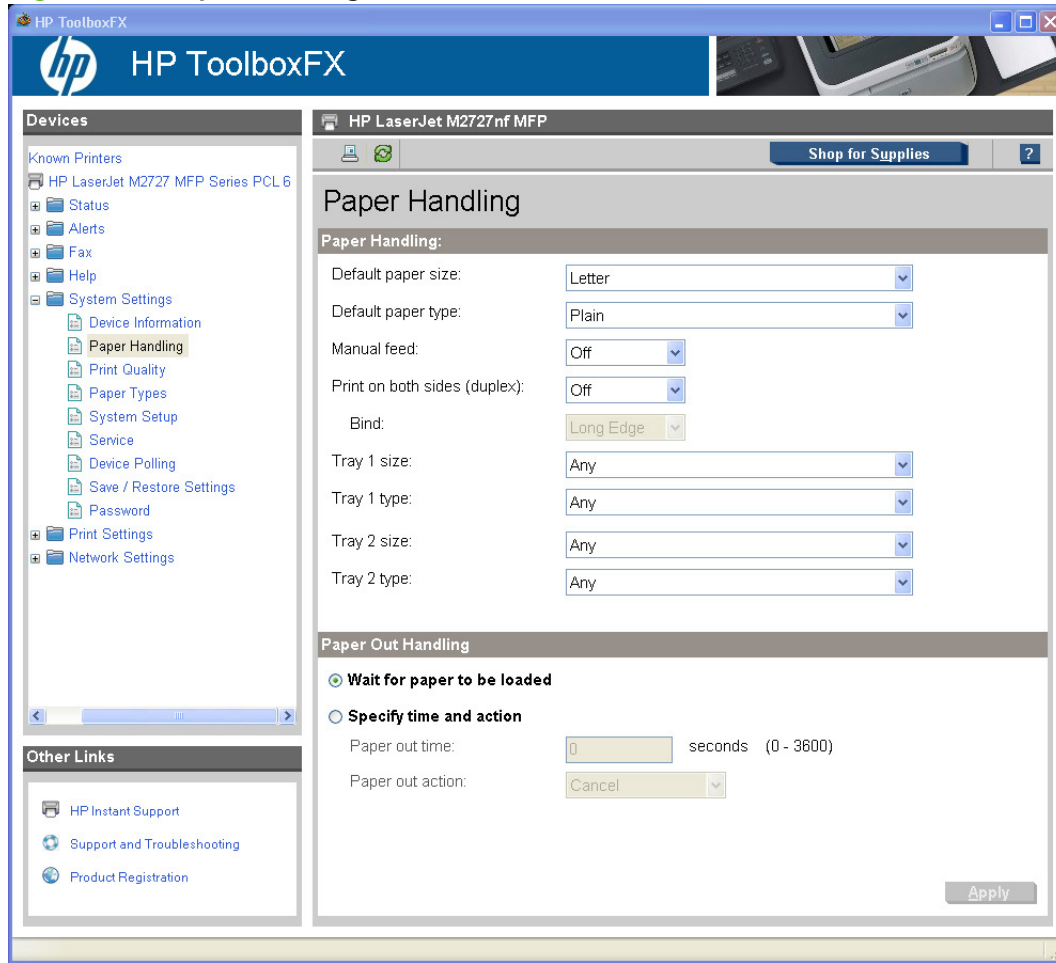 HP ToolboxFX
hp HP ToolboxFX
Devices
Known Printers
HP LaserJet M2727 MFP Series PCL 6
Status
Alerts
Fax
Help
System Settings
Device Information
Paper Handling
Print Quality
Paper Types
System Setup
Service
Device Polling
Save / Restore Settings
Password
Print Settings
Network Settings
Other Links
HP Instant Support
Support and Troubleshooting
Product Registration
HP LaserJet M2727nf MFP
Shop for Supplies ?
Paper Handling
Paper Handling:
Default paper size: Letter
Default paper type: Plain
Manual feed: Off
Print on both sides (duplex): Off
Bind: Long Edge
Tray 1 size: Any
Tray 1 type: Any
Tray 2 size: Any
Tray 2 type: Any
Paper Out Handling
Wait for paper to be loaded
Specify time and action
Paper out time: 0 seconds (0 - 3600)
Paper out action: Cancel
Apply